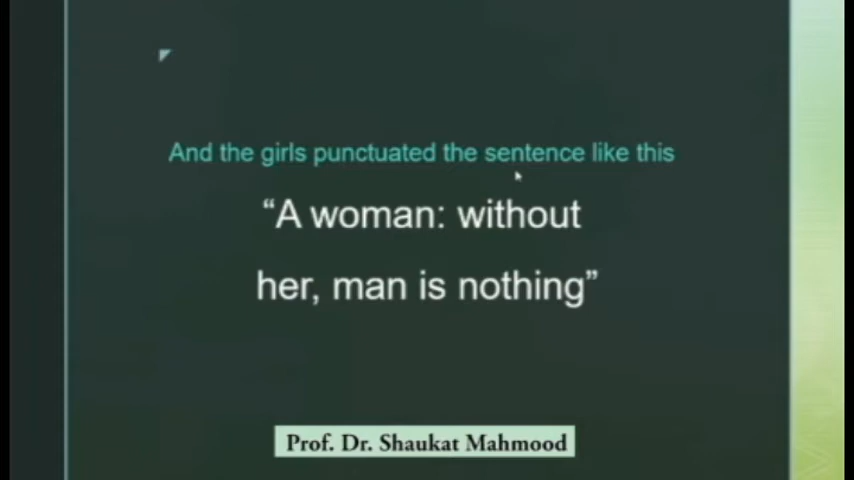 And the girls punctuated the sentence like this
“A woman: without
her, man is nothing”
Prof. Dr. Shaukat Mahmood